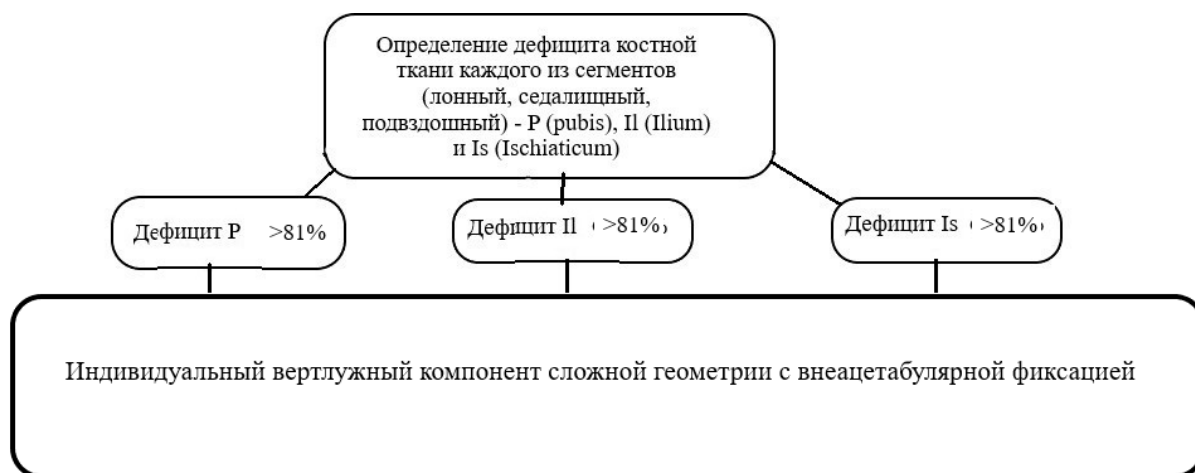 Определение дефицита костной
ткани каждого из сегментов
(лонный, седалищный,
подвздошный) - P (pubis), Il (Ilium)
и Is (Ischiaticum)
Дефицит P >81%
Дефицит Il ( >81%)
Дефицит Is ( >81%)
Индивидуальный вертлужный компонент сложной геометрии с внеацетабулярной фиксацией